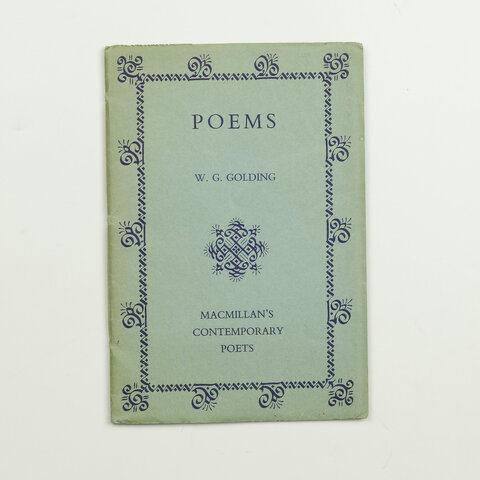 POEMS
W. G. GOLDING
MACMILLAN'S
CONTEMPORARY
POETS